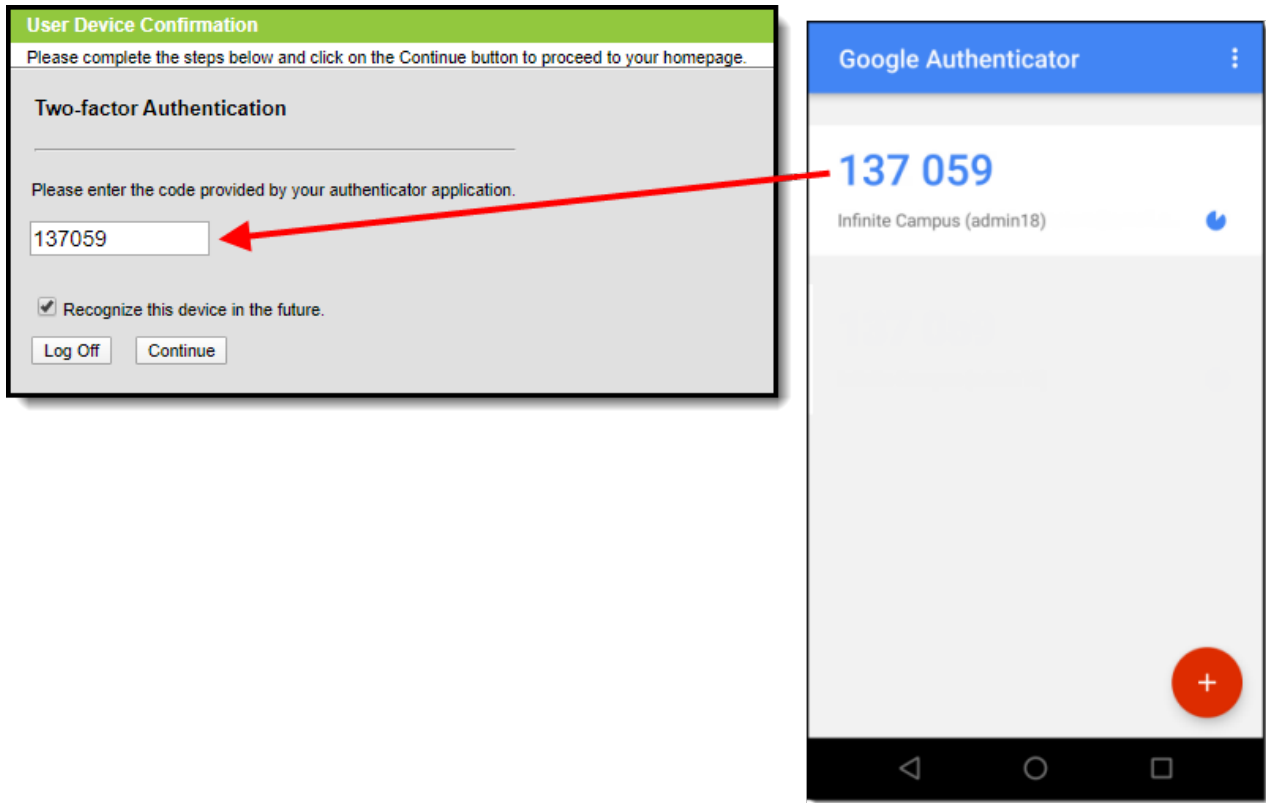 User Device Confirmation
Please complete the steps below and click on the Continue button to proceed to your homepage.
Two-factor Authentication
Please enter the code provided by your authenticator application.
137059
Recognize this device in the future.
Log Off Continue
Google Authenticator
137 059
Infinite Campus (admin18)